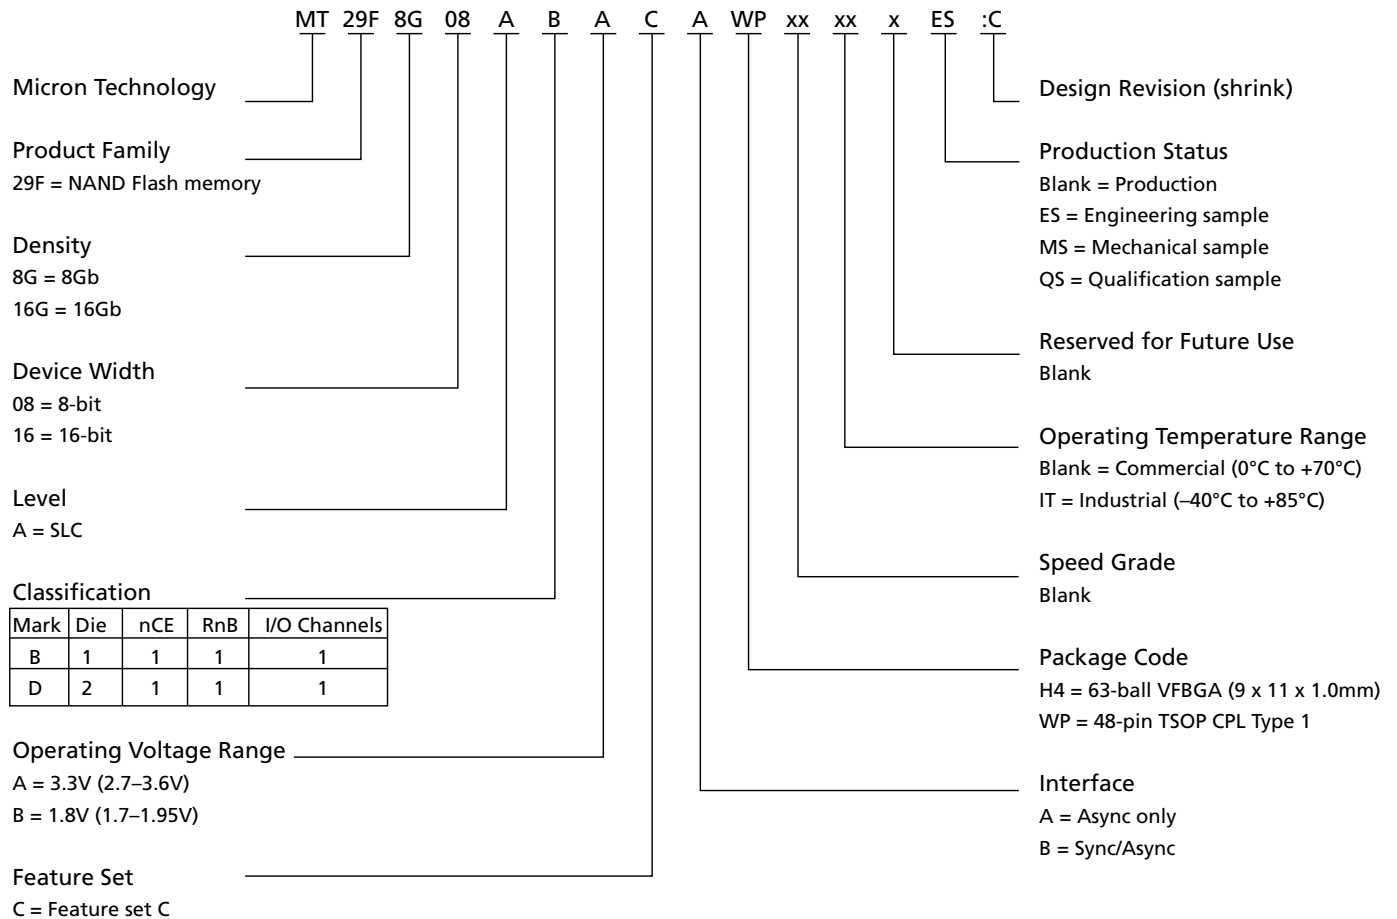 MT 29F 8G 08 A B A C A WP xx xx x ES :C
Micron Technology
Product Family
29F = NAND Flash memory
Density
8G = 8Gb
16G = 16Gb
Device Width
08 = 8-bit
16 = 16-bit
Level
A = SLC
Classification
Mark Die nCE RnB I/O Channels
B 1 1 1 1
D 2 1 1 1
Operating Voltage Range
A = 3.3V (2.7–3.6V)
B = 1.8V (1.7–1.95V)
Feature Set
C = Feature set C
Design Revision (shrink)
Production Status
Blank = Production
ES = Engineering sample
MS = Mechanical sample
QS = Qualification sample
Reserved for Future Use
Blank
Operating Temperature Range
Blank = Commercial (0°C to +70°C)
IT = Industrial (–40°C to +85°C)
Speed Grade
Blank
Package Code
H4 = 63-ball VFBGA (9 x 11 x 1.0mm)
WP = 48-pin TSOP CPL Type 1
Interface
A = Async only
B = Sync/Async